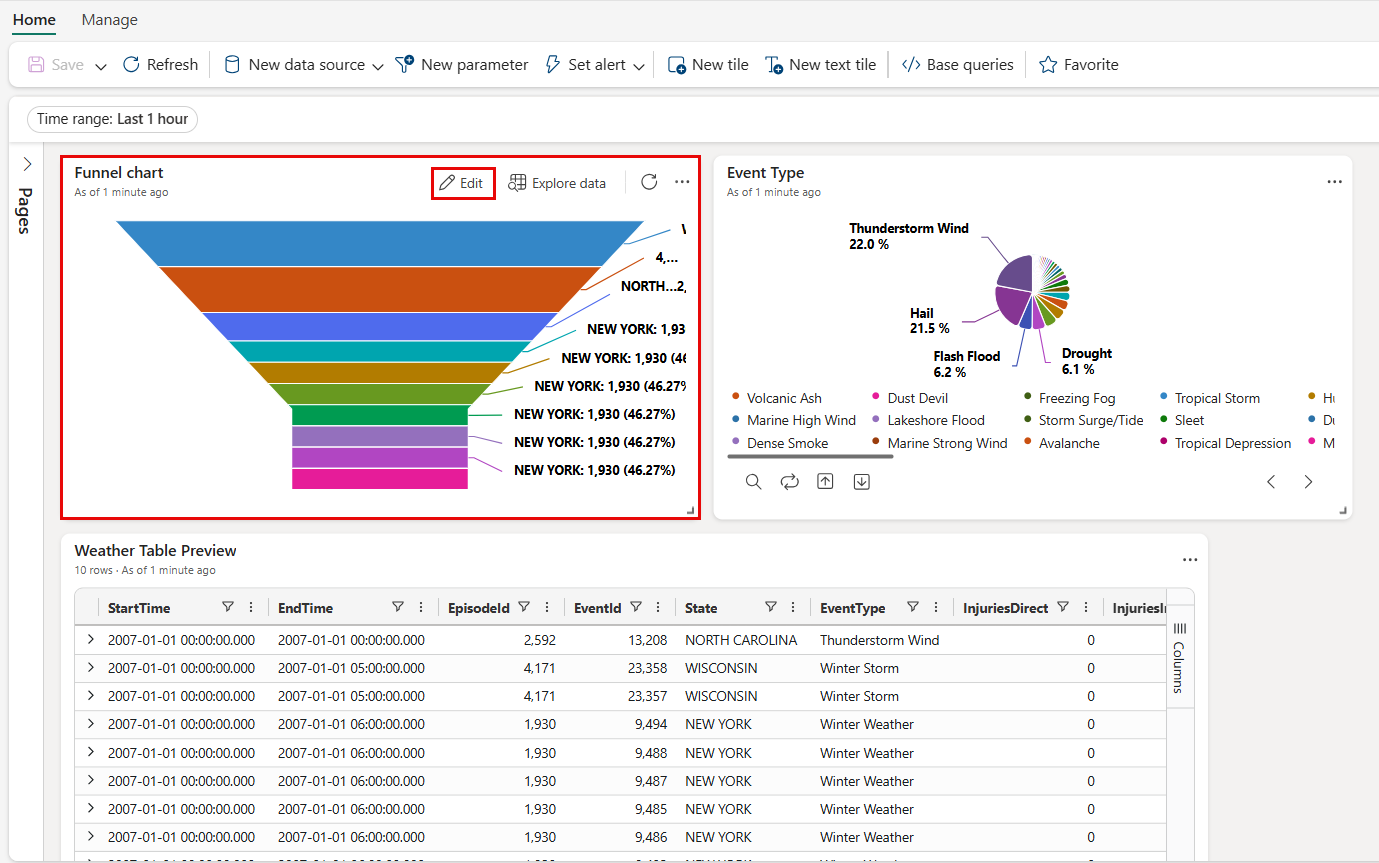 Home Manage
Save Refresh New data source New parameter Set alert New tile New text tile Base queries Favorite
Time range: Last 1 hour
Pages
Funnel chart
As of 1 minute ago
Edit Explore data
4,...
NORTH...2,
NEW YORK: 1,93
NEW YORK: 1,930 (46
NEW YORK: 1,930 (46.27%
NEW YORK: 1,930 (46.27%)
NEW YORK: 1,930 (46.27%)
NEW YORK: 1,930 (46.27%)
Event Type
As of 1 minute ago
Thunderstorm Wind
22.0 %
Hail
21.5 %
Flash Flood
6.2 %
Drought
6.1 %
Volcanic Ash Dust Devil Freezing Fog Tropical Storm
Marine High Wind Lakeshore Flood Storm Surge/Tide Sleet
Dense Smoke Marine Strong Wind Avalanche Tropical Depression M
Weather Table Preview
10 rows · As of 1 minute ago
StartTime EndTime EpisodeId EventId State EventType InjuriesDirect
2007-01-01 00:00:00.000 2007-01-01 00:00:00.000 2,592 13,208 NORTH CAROLINA Thunderstorm Wind 0
2007-01-01 00:00:00.000 2007-01-01 05:00:00.000 4,171 23,358 WISCONSIN Winter Storm 0
2007-01-01 00:00:00.000 2007-01-01 05:00:00.000 4,171 23,357 WISCONSIN Winter Storm 0
2007-01-01 00:00:00.000 2007-01-01 06:00:00.000 1,930 9,494 NEW YORK Winter Weather 0
2007-01-01 00:00:00.000 2007-01-01 06:00:00.000 1,930 9,488 NEW YORK Winter Weather 0
2007-01-01 00:00:00.000 2007-01-01 06:00:00.000 1,930 9,487 NEW YORK Winter Weather 0
2007-01-01 00:00:00.000 2007-01-01 06:00:00.000 1,930 9,485 NEW YORK Winter Weather 0
2007-01-01 00:00:00.000 2007-01-01 06:00:00.000 1,930 9,486 NEW YORK Winter Weather 0
Columns